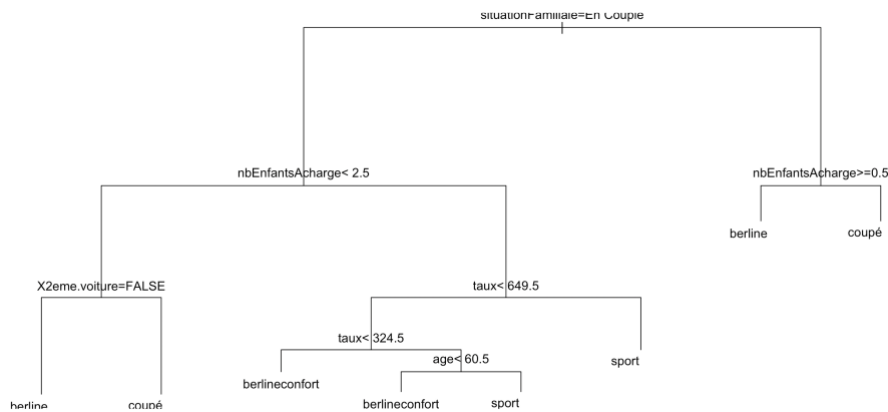 situationFamiliale=En Couple
nbEnfantsAcharge< 2.5
nbEnfantsAcharge>=0.5
berline
coupé
X2eme.voiture=FALSE
taux< 649.5
taux< 324.5
sport
age< 60.5
berlineconfort
berline
coupé
berlineconfort
sport